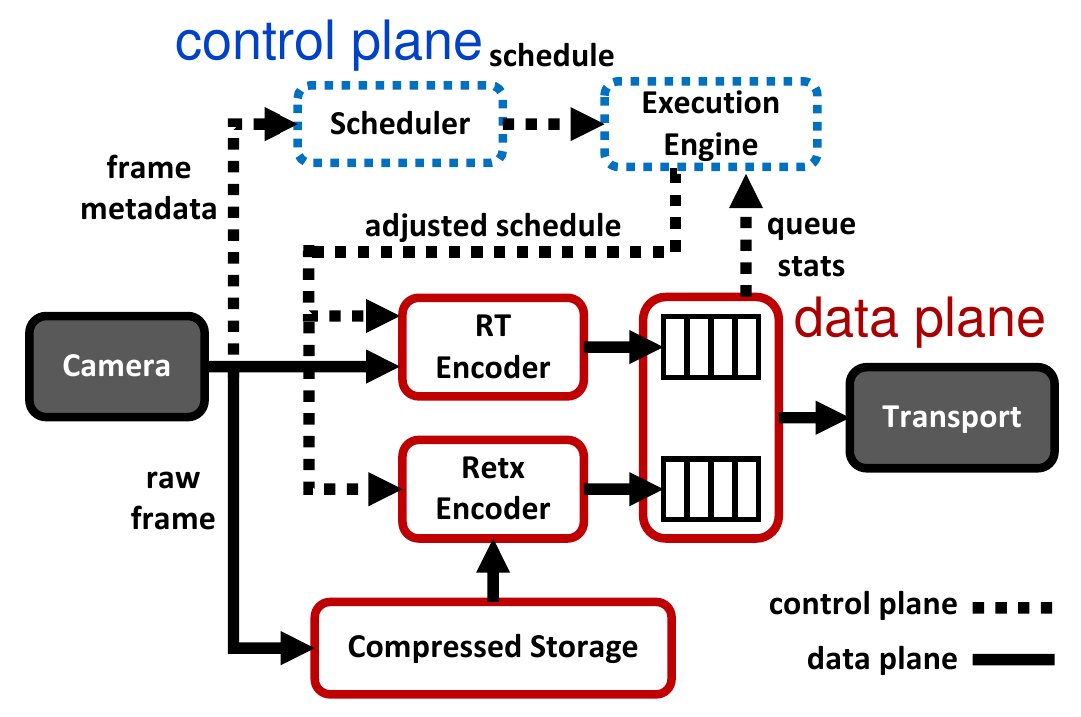 control plane
schedule
Scheduler
Execution
Engine
frame
metadata
adjusted schedule
queue
stats
data plane
RT
Encoder
Camera
Transport
Retx
Encoder
raw
frame
Compressed Storage
control plane
data plane